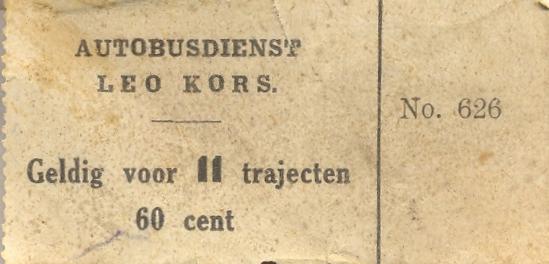 AUTOBUSDIENST
LEO KORS.
Geldig voor 11 trajecten
60 cent
No. 626